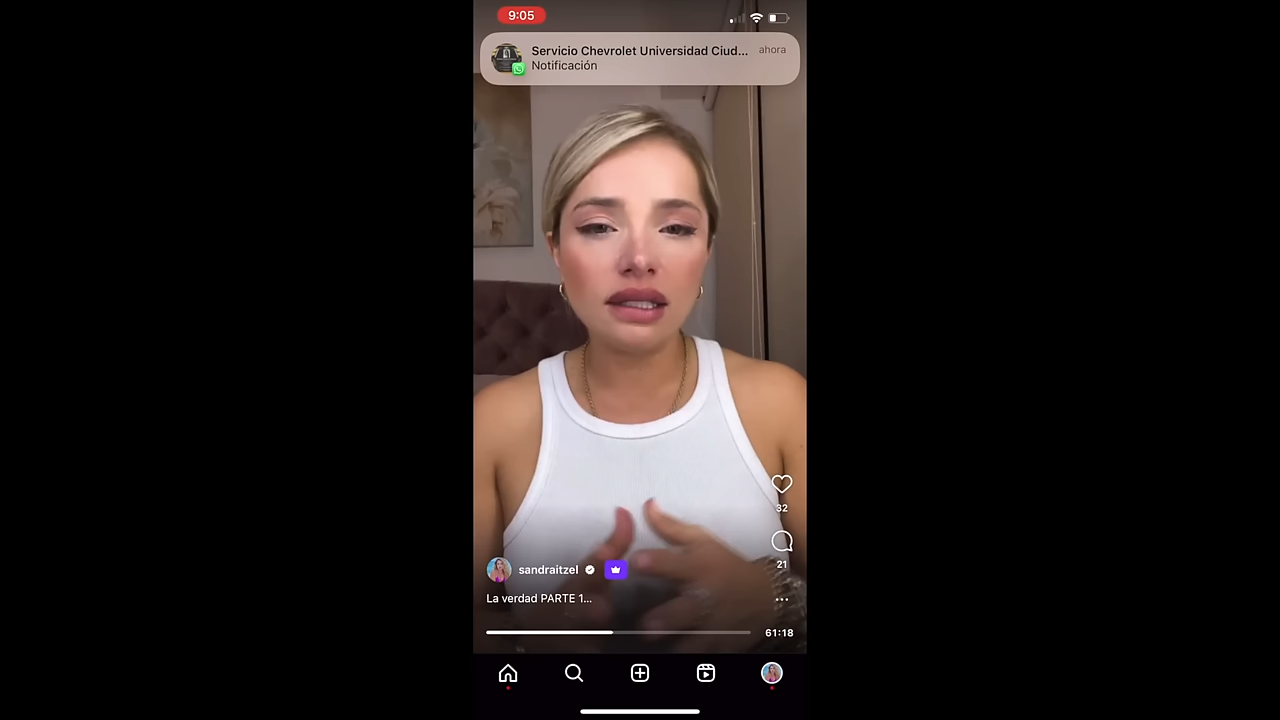 9:05
Servicio Chevrolet Universidad Ciud...
ahora
Notificación
32
21
sandraitzel
La verdad PARTE 1...
61:18